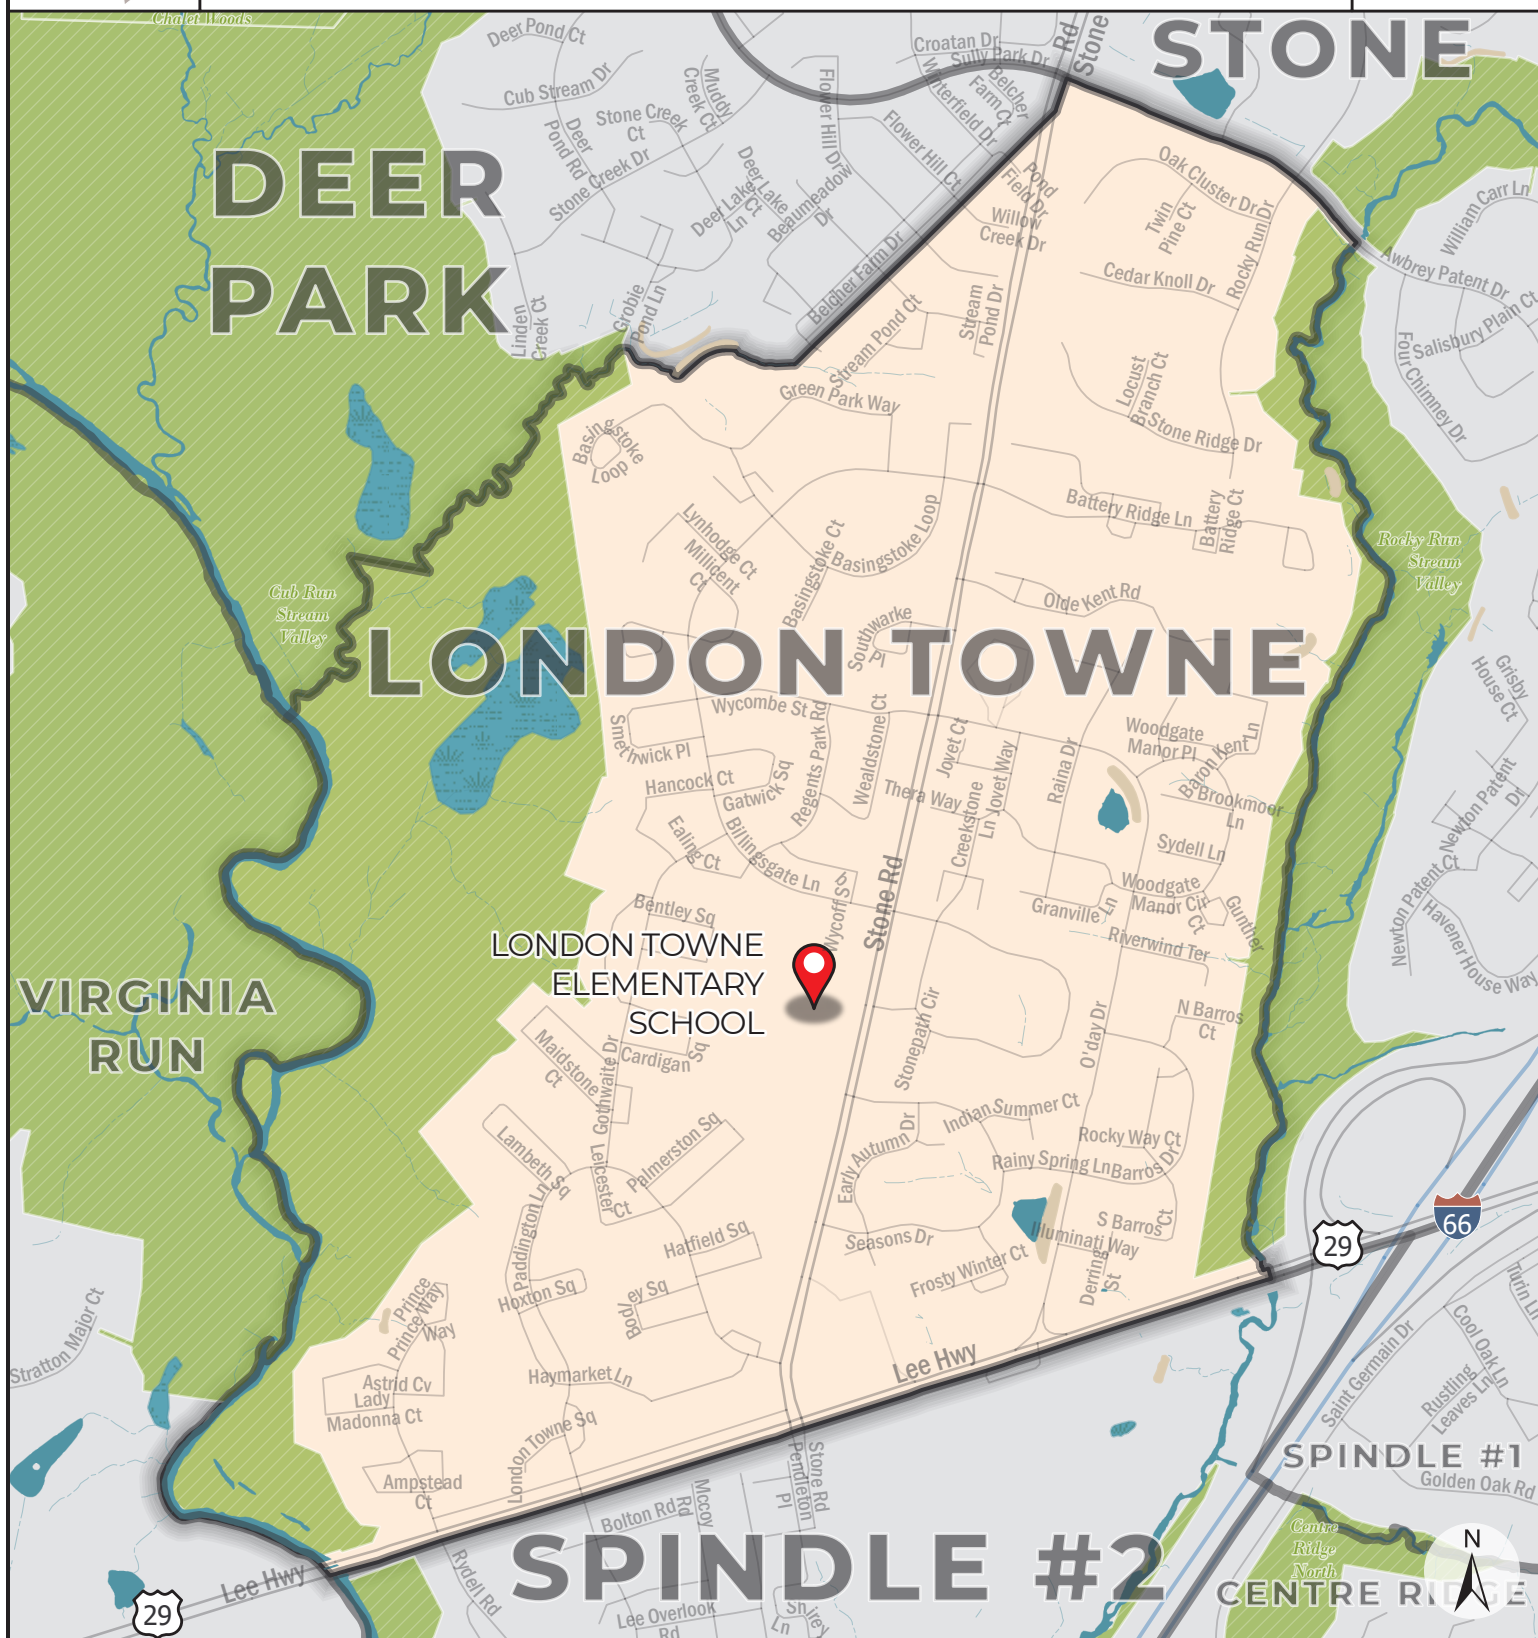 Chalet Woods
Deer Pond Ct
Croatan Dr
Sully Park Dr
Rd
Stone
STONE
Cub Stream Dr
Muddy
Creek Ct
Stone Creek
Ct
Deer
Pond Rd
Stone Creek Dr
Flower Hill Dr
Winterfield Dr
Belcher
Farm Ct
Flower Hill Ct
Deer Lake
Ct
Deer Lake
Ln
Beaumeadow
Dr
DEER
PARK
Pond
Field Dr
Willow
Creek Dr
Oak Cluster Dr
Twin
Pine Ct
Rocky Run Dr
William Carr Ln
Awbrey Patent Dr
Cedar Knoll Dr
Belcher Farm Dr
Linden
Creek Ct
Grobie
Pond Ln
Stream Pond Ct
Stream
Pond Dr
Salisbury Plain Ct
Four Chimney Dr
Green Park Way
Locust
Branch Ct
Stone Ridge Dr
Basingstoke
Loop
Battery Ridge Ln
Battery
Ridge Ct
Lynhodge Ct
Millicent
Ct
Basingstoke Ct
Basingstoke Loop
Rocky Run
Stream
Valley
Cub Run
Stream
Valley
Olde Kent Rd
Southwarke
Pl
LONDON TOWNE
Grisby
House Ct
Wycombe St
Smethwick Pl
Regents Park Rd
Wealdstone Ct
Jovet Ct
Jovet Way
Raina Dr
Woodgate
Manor Pl
Baron Kent Ln
Hancock Ct
Gatwick Sq
Thera Way
Creekstone
Ln
Brookmoor
Ln
Newton Patent
Dr
Ealing Ct
Billingsgate Ln
Sydell Ln
Wycoff Sq
Stone Rd
Woodgate
Manor Cir
Ct
Granville Ln
Gunther
Newton Patent Ct
Havener House Way
Bentley Sq
Riverwind Ter
LONDON TOWNE
ELEMENTARY
SCHOOL
VIRGINIA
RUN
N Barros
Ct
Stonepath Cir
O'day Dr
Maidstone
Ct
Cardigan
Sq
Gothwaite Dr
Indian Summer Ct
Early Autumn Dr
Rocky Way Ct
Rainy Spring Ln
Barros Dr
Lambeth Sq
Leicester
Ct
Palmerston Sq
Paddington Ln
S Barros
Ct
Illuminati Way
66
29
Hatfield Sq
Seasons Dr
Frosty Winter Ct
Derring
St
Hoxton Sq
Bodley Sq
Prince
Way
Prince
Way
Stratton Major Ct
Turin Ln
Cool Oak Ln
Saint Germain Dr
Rustling
Leaves Ln
Lee Hwy
Haymarket Ln
Astrid Cv
Lady
Madonna Ct
London Towne Sq
Ampstead
Ct
SPINDLE #1
Golden Oak Rd
Stone Rd
Pendleton
Pl
Mccoy
Rd
Bolton Rd
SPINDLE #2
Centre
Ridge
North
N
CENTRE RIDGE
Lee Hwy
29
Rydell Rd
Lee Overlook
Rd
Ln